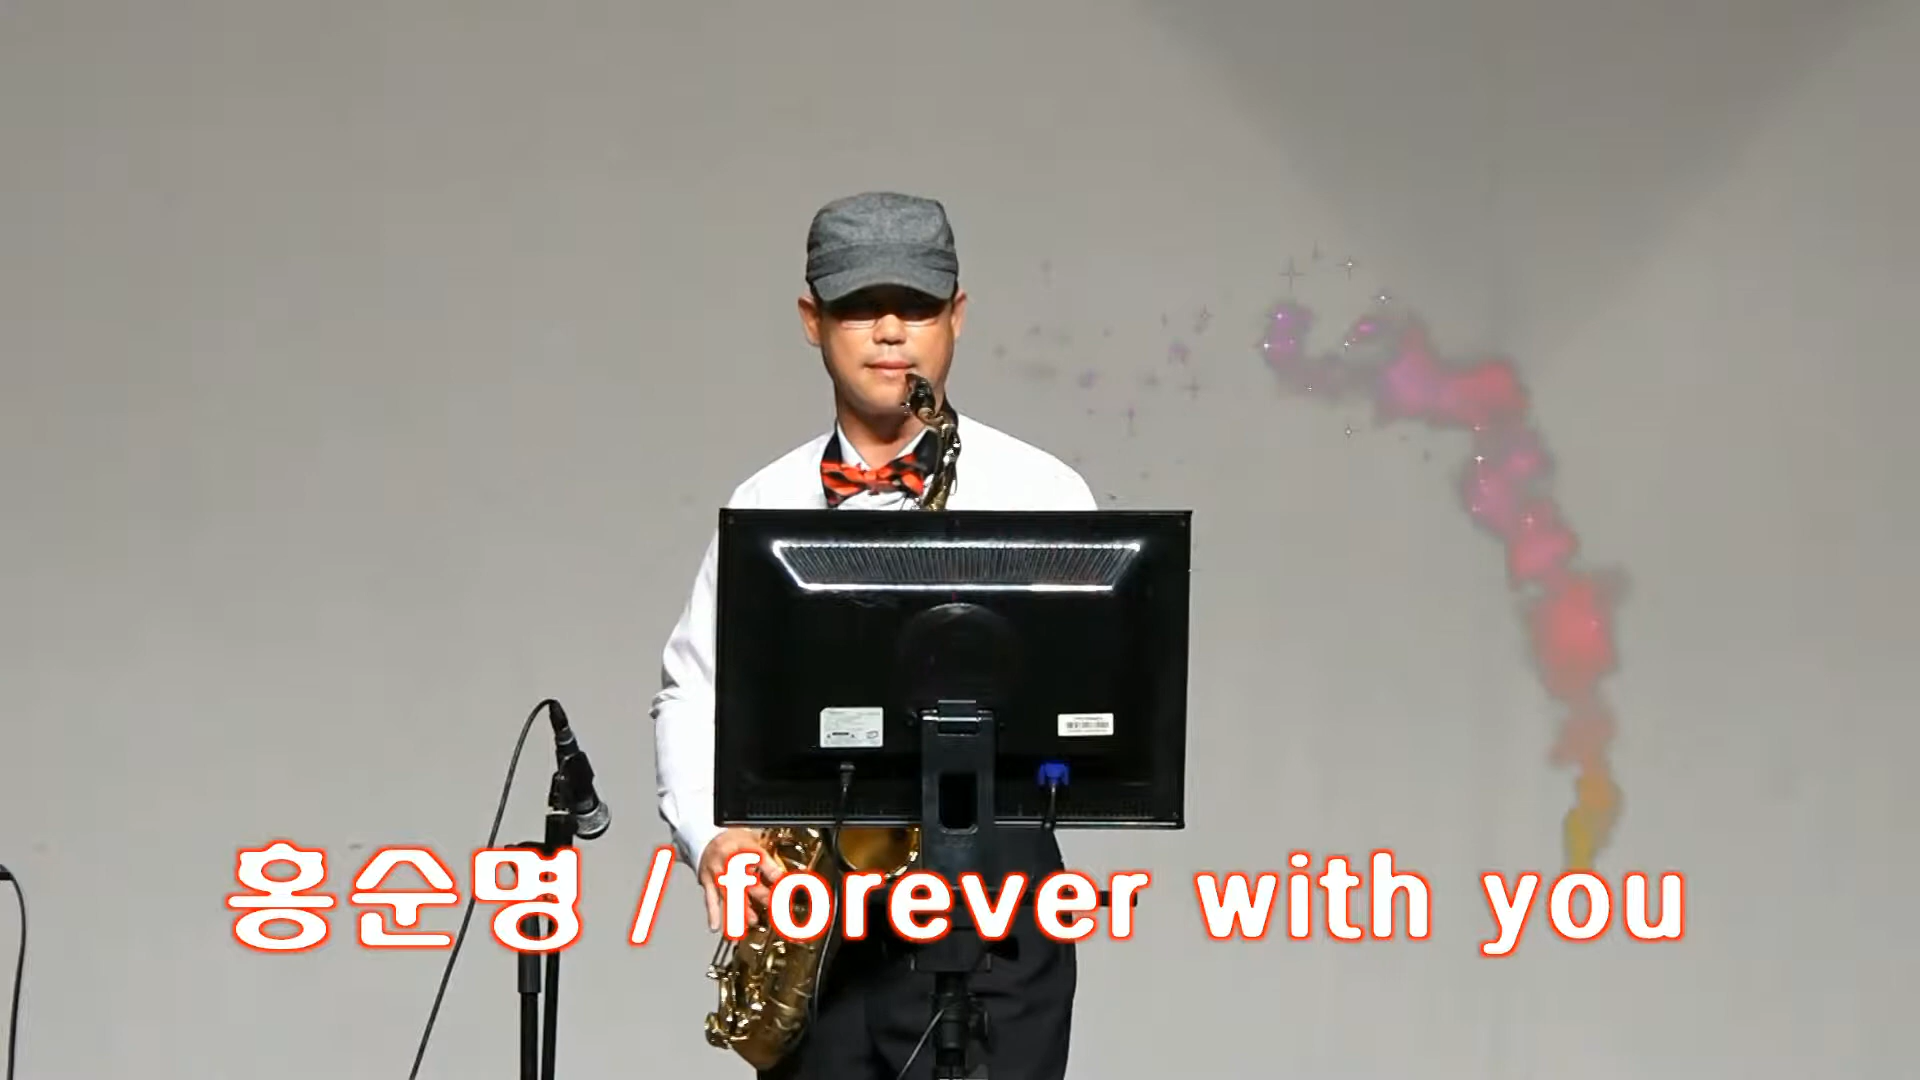 홍순명 / forever with you